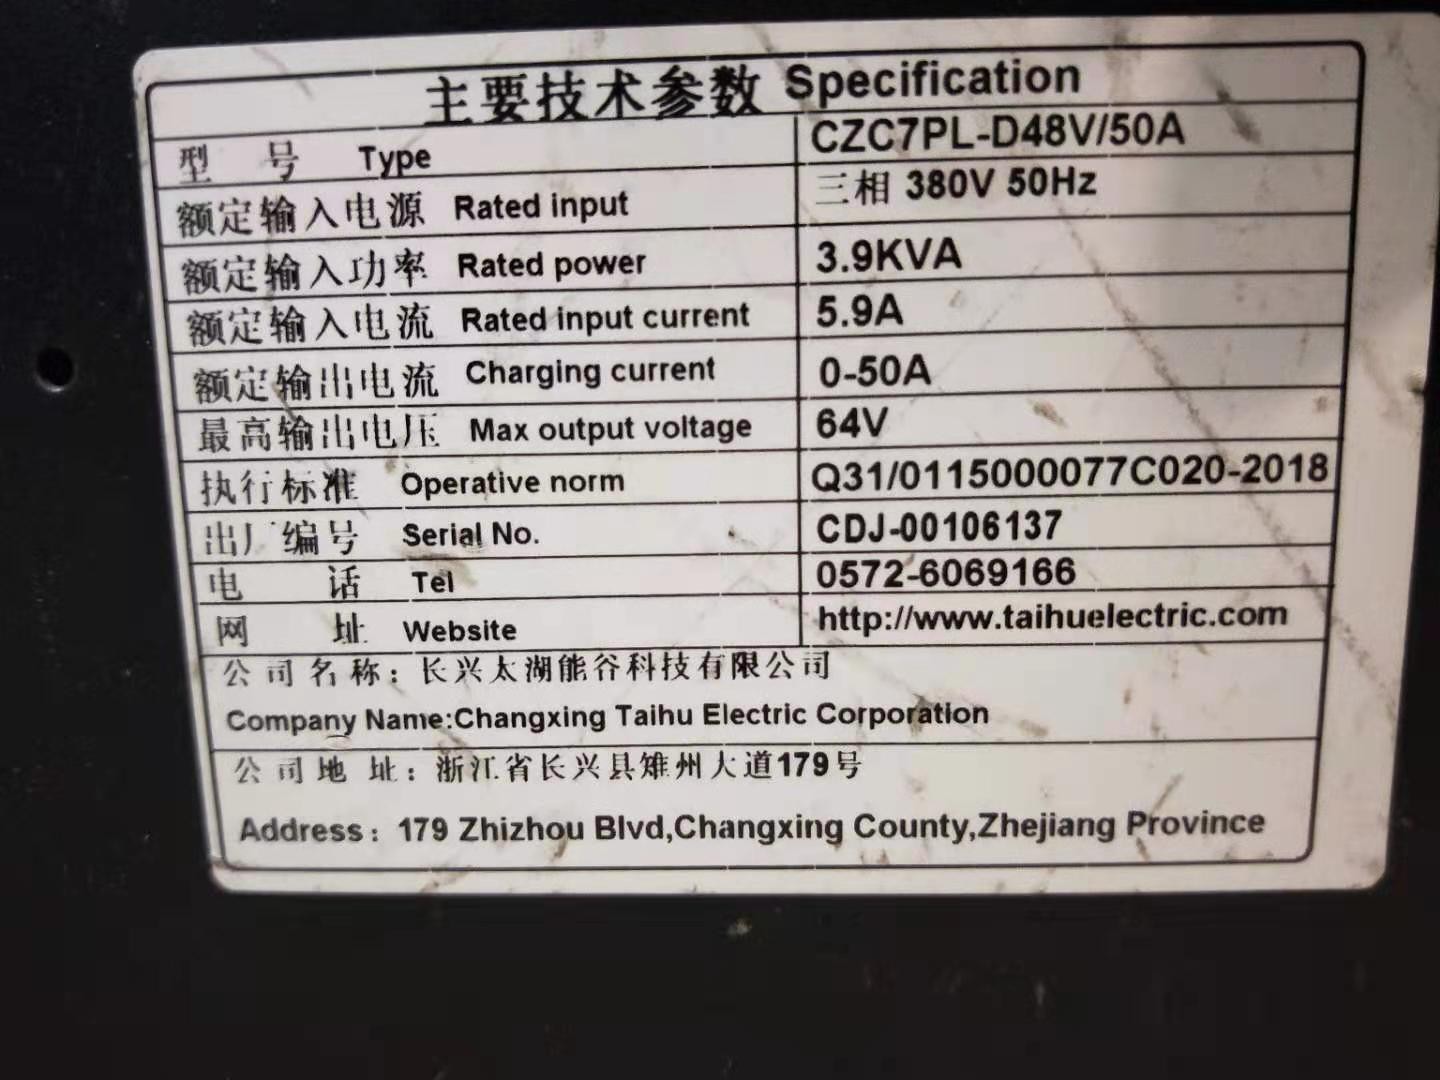 主要技术参数 Specification
型 号 Type CZC7PL-D48V/50A
额定输入电源 Rated input 三相 380V 50Hz
额定输入功率 Rated power 3.9KVA
额定输入电流 Rated input current 5.9A
额定输出电流 Charging current 0-50A
最高输出电压 Max output voltage 64V
执行标准 Operative norm Q31/0115000077C020-2018
出厂编号 Serial No. CDJ-00106137
电 话 Tel 0572-6069166
网 址 Website http://www.taihuelectric.com
公司名称：长兴太湖能谷科技有限公司
Company Name:Changxing Taihu Electric Corporation
公司地址：浙江省长兴县雉州大道179号
Address：179 Zhizhou Blvd,Changxing County,Zhejiang Province